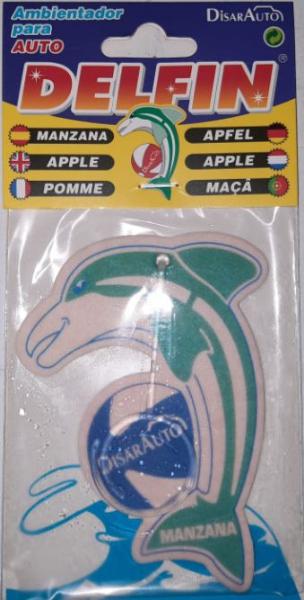 Ambientador
para
AUTO
DISARAUTO
DELFIN®
MANZANA
APFEL
APPLE
APPLE
POMME
MAÇÃ
DISARAUTO
MANZANA